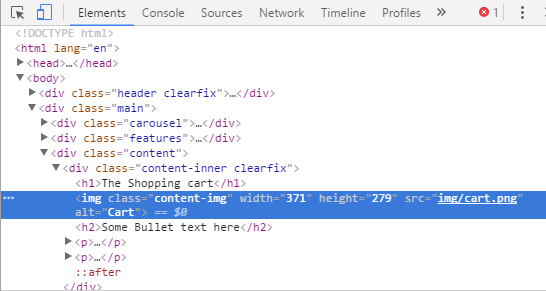 Elements Console Sources Network Timeline Profiles » 1
<!DOCTYPE html>
<html lang="en">
<head>…</head>
<body>
<div class="header clearfix">…</div>
<div class="main">
<div class="carousel">…</div>
<div class="features">…</div>
<div class="content">
<div class="content-inner clearfix">
<h1>The Shopping cart</h1>
<img class="content-img" width="371" height="279" src="img/cart.png"
alt="Cart"> == $0
<h2>Some Bullet text here</h2>
<p>…</p>
<p>…</p>
::after
</div>